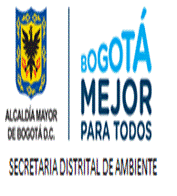 ALCALDÍA MAYOR
DE BOGOTÁ D.C.
BOGOTÁ
MEJOR
PARA TODOS
SECRETARIA DISTRITAL DE AMBIENTE